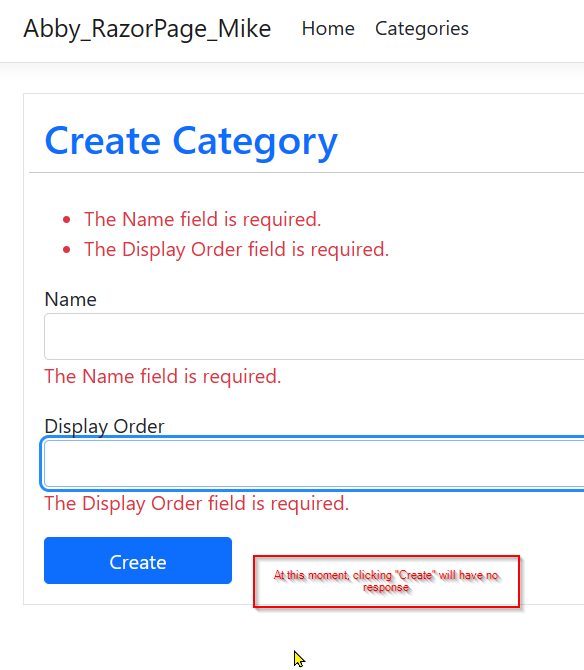 Abby_RazorPage_Mike Home Categories
Create Category
The Name field is required.
The Display Order field is required.
Name
The Name field is required.
Display Order
The Display Order field is required.
Create
At this moment, clicking "Create" will have no
response